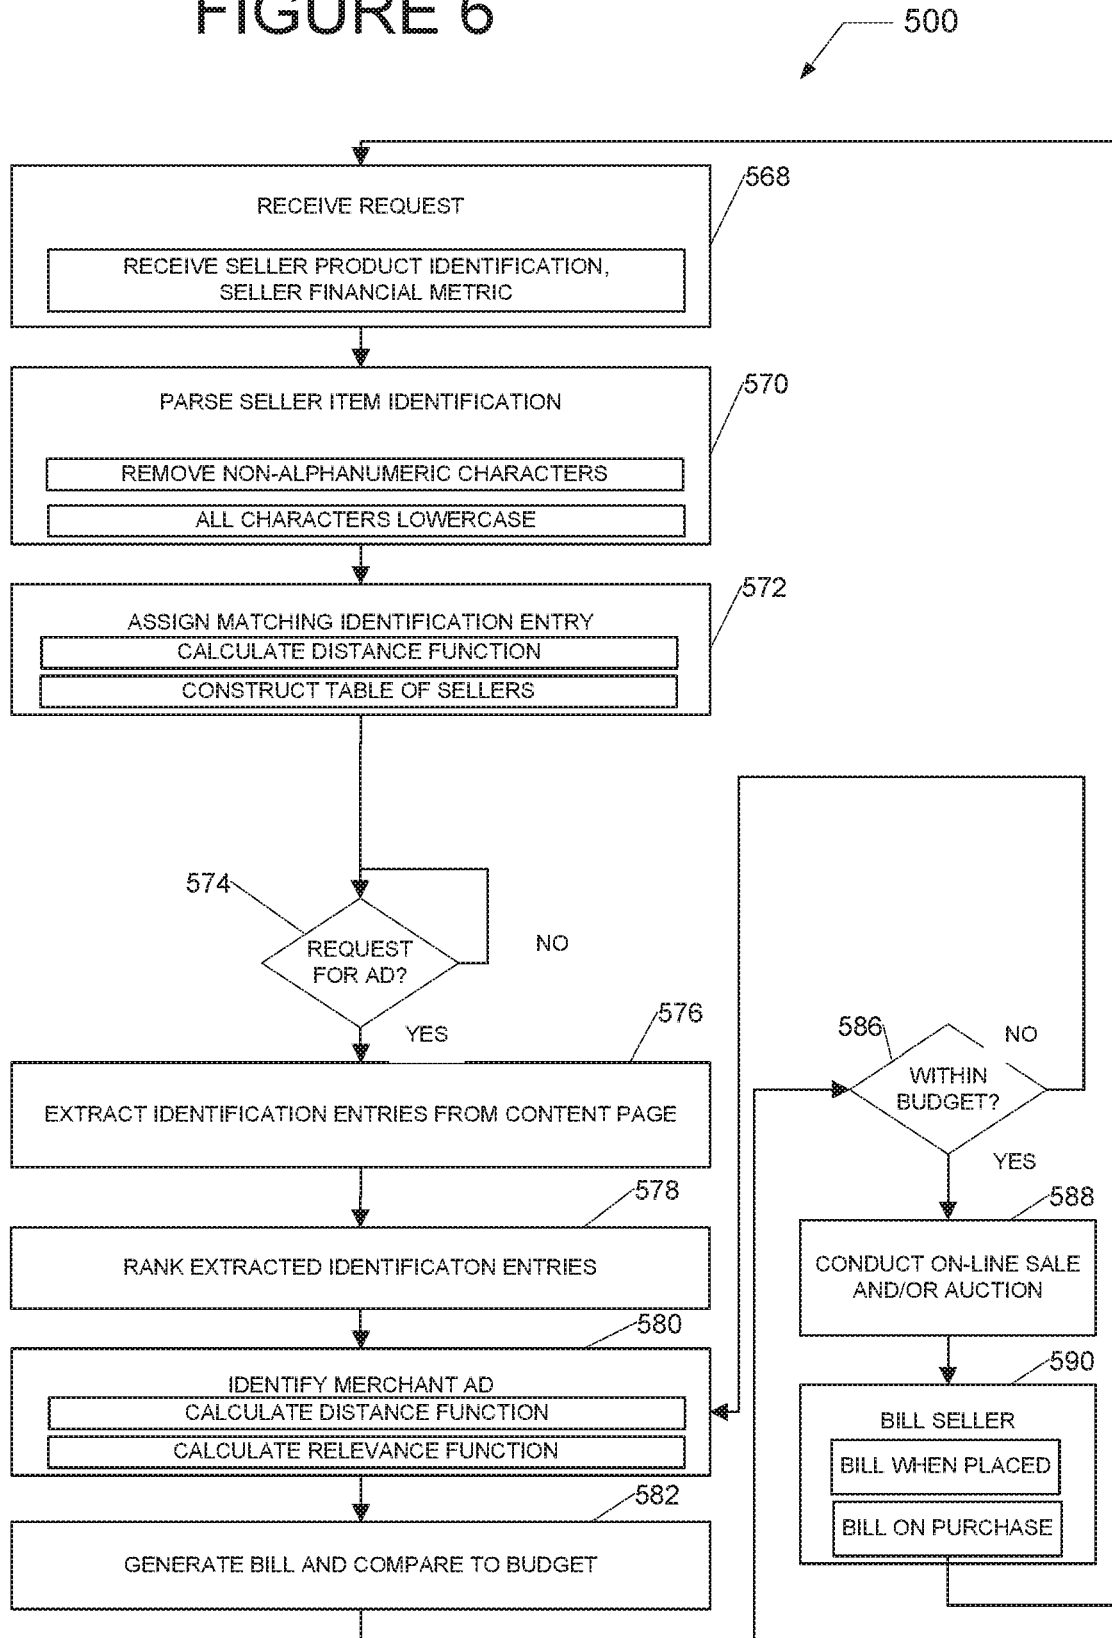 FIGURE 6
500
568
RECEIVE REQUEST
RECEIVE SELLER PRODUCT IDENTIFICATION,
SELLER FINANCIAL METRIC
570
PARSE SELLER ITEM IDENTIFICATION
REMOVE NON-ALPHANUMERIC CHARACTERS
ALL CHARACTERS LOWERCASE
572
ASSIGN MATCHING IDENTIFICATION ENTRY
CALCULATE DISTANCE FUNCTION
CONSTRUCT TABLE OF SELLERS
574
REQUEST
FOR AD?
NO
YES
576
EXTRACT IDENTIFICATION ENTRIES FROM CONTENT PAGE
578
RANK EXTRACTED IDENTIFICATON ENTRIES
580
IDENTIFY MERCHANT AD
CALCULATE DISTANCE FUNCTION
CALCULATE RELEVANCE FUNCTION
582
GENERATE BILL AND COMPARE TO BUDGET
586
NO
WITHIN
BUDGET?
YES
588
CONDUCT ON-LINE SALE
AND/OR AUCTION
590
BILL SELLER
BILL WHEN PLACED
BILL ON PURCHASE